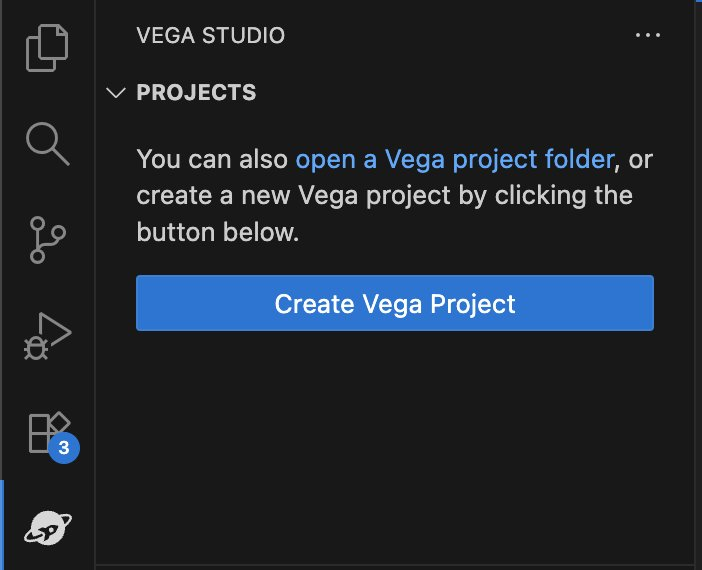 VEGA STUDIO
PROJECTS
You can also open a Vega project folder, or
create a new Vega project by clicking the
button below.
Create Vega Project
3